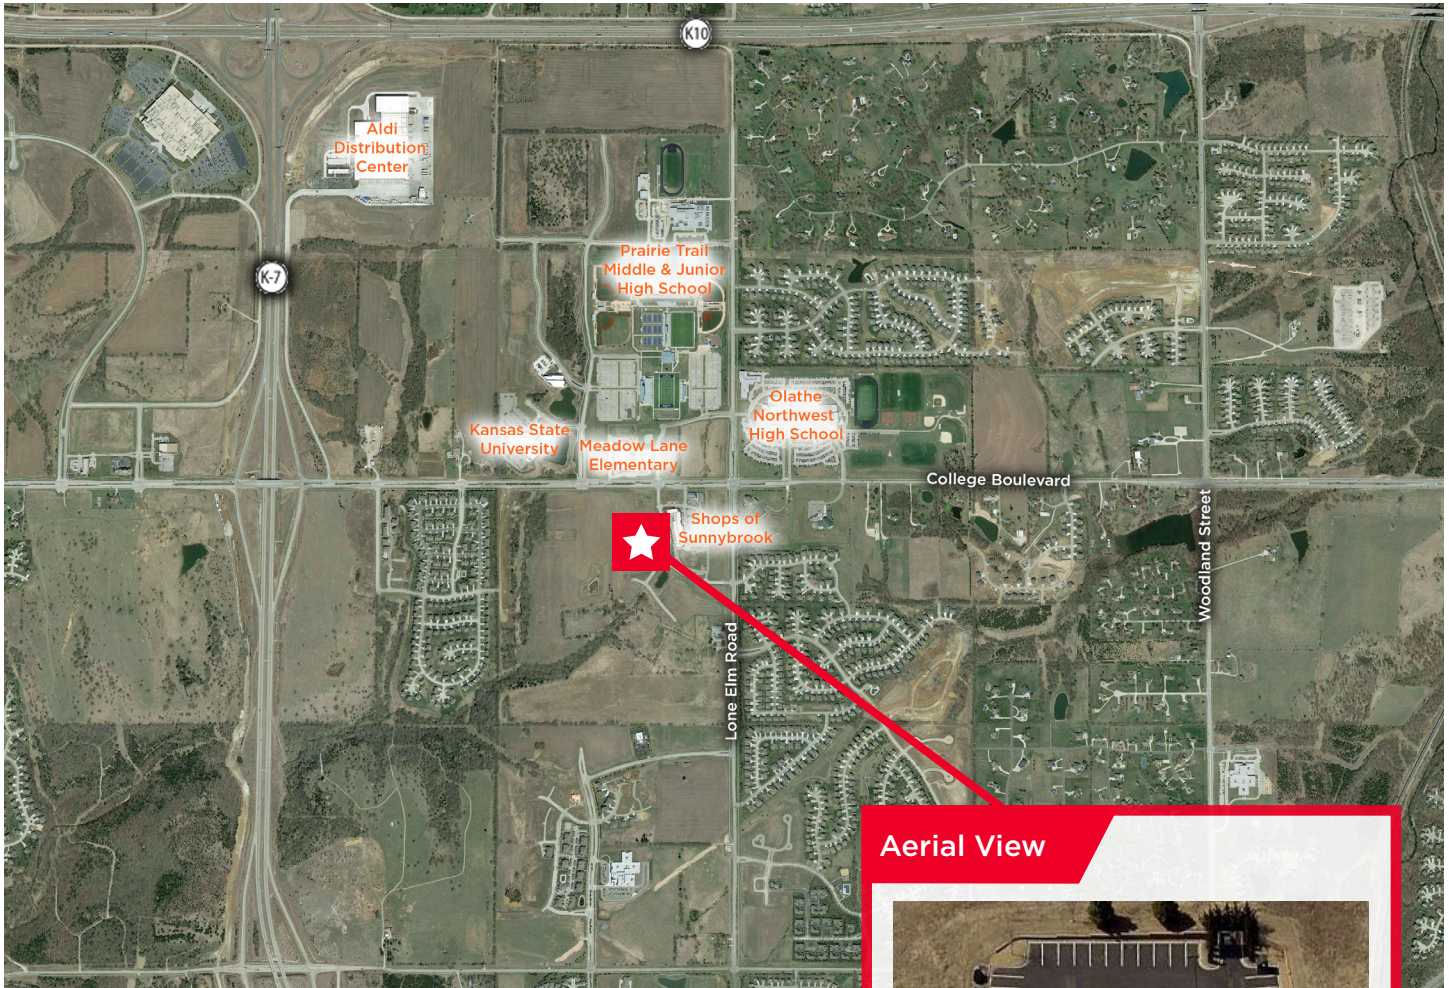 K10
Aldi
Distribution
Center
K-7
Prairie Trail
Middle & Junior
High School
Olathe
Northwest
High School
Kansas State
University
Meadow Lane
Elementary
College Boulevard
Shops of
Sunnybrook
Woodland Street
Lone Elm Road
Aerial View